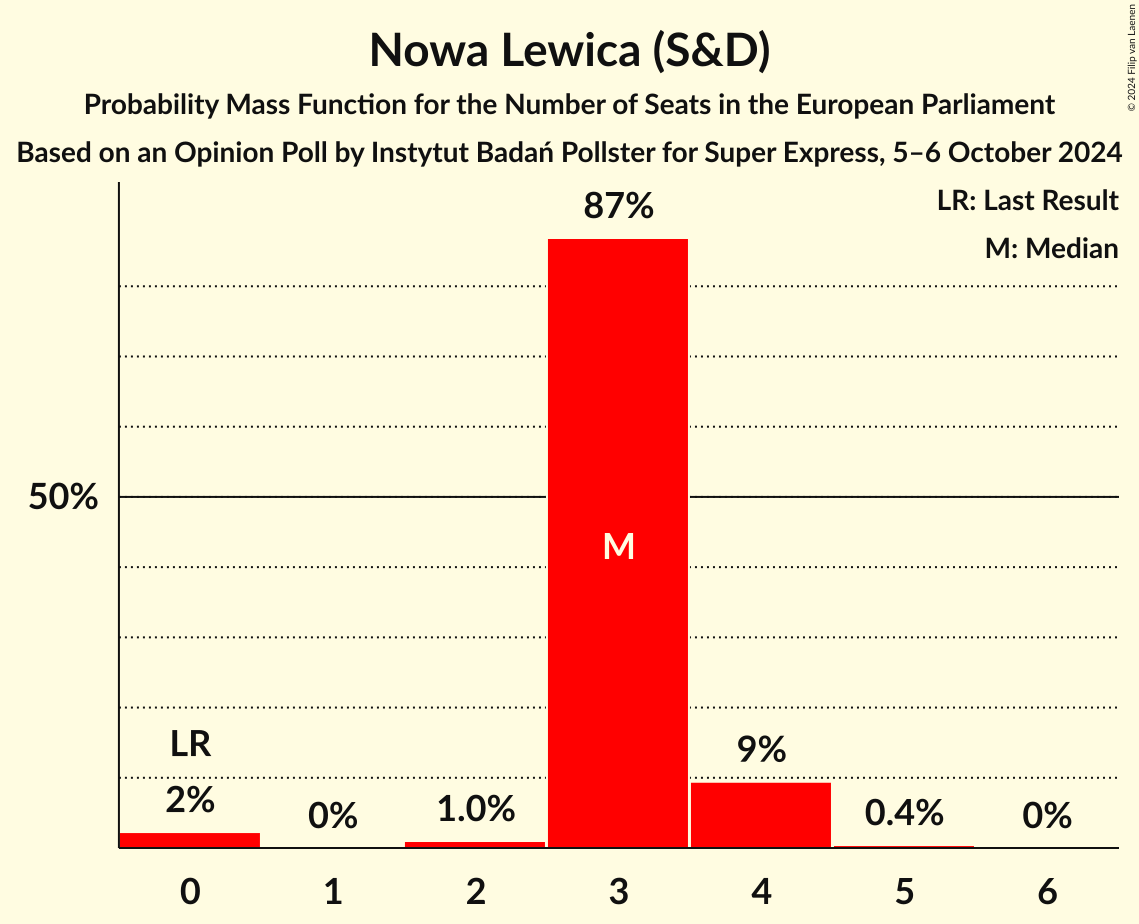 Nowa Lewica (S&D)
Probability Mass Function for the Number of Seats in the European Parliament
Based on an Opinion Poll by Instytut Badań Pollster for Super Express, 5–6 October 2024
© 2024 Filip van Laenen
LR: Last Result
M: Median
87%
50%
M
LR
2%
0%
1.0%
9%
0.4%
0%
0 1 2 3 4 5 6